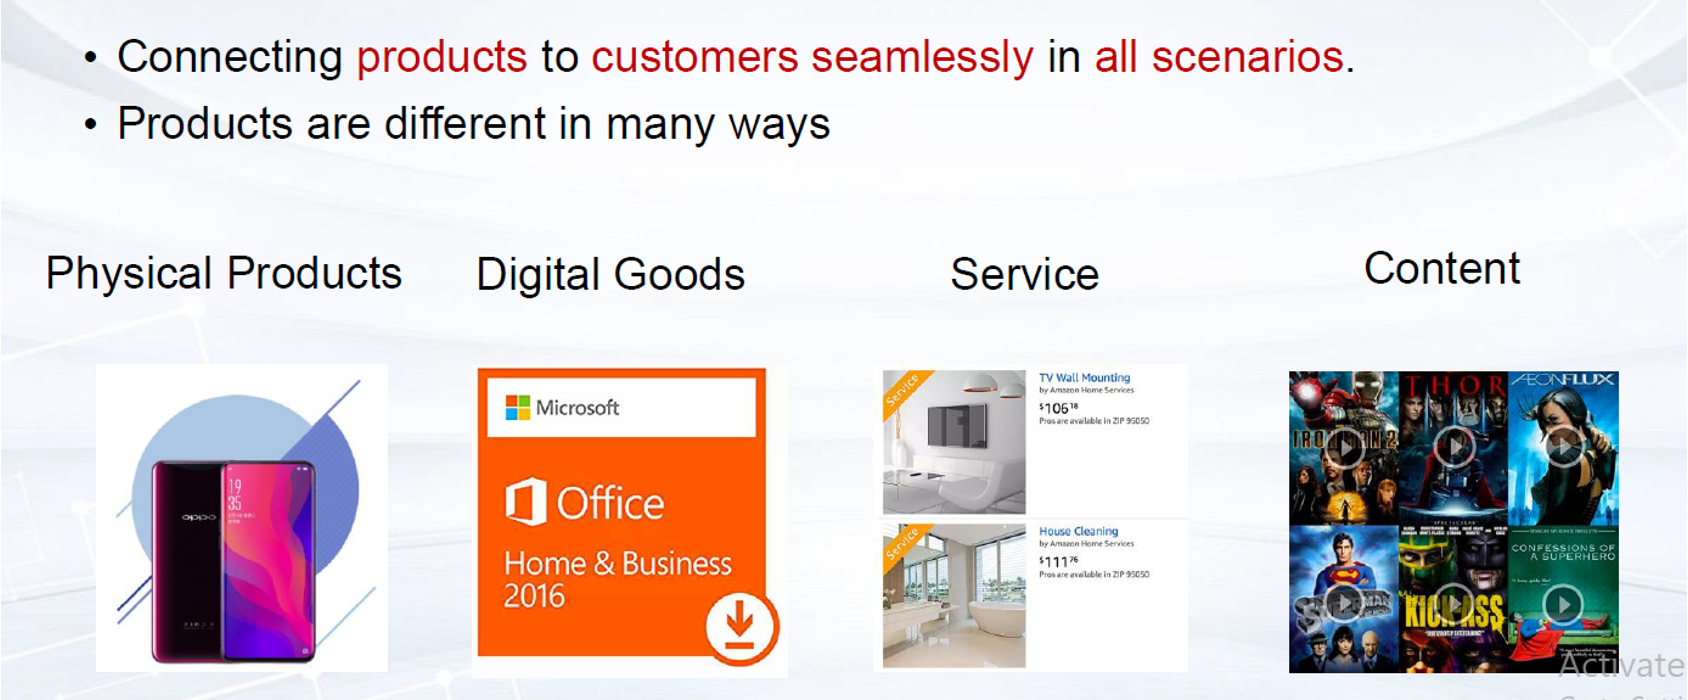 • Connecting products to customers seamlessly in all scenarios.
• Products are different in many ways
Physical Products
Digital Goods
Service
Content
oppo
19
35
Microsoft
Office
Home & Business
2016
Service
TV Wall Mounting
by Amazon Home Services
$106 18
Pros are available in ZIP 95050
Service
House Cleaning
by Amazon Home Services
$111 76
Pros are available in ZIP 95050
IRON MAN 2
THOR
ÆONFLUX
SUPERMAN
KICK-ASS
CONFESSIONS OF
A SUPERHERO
Activate